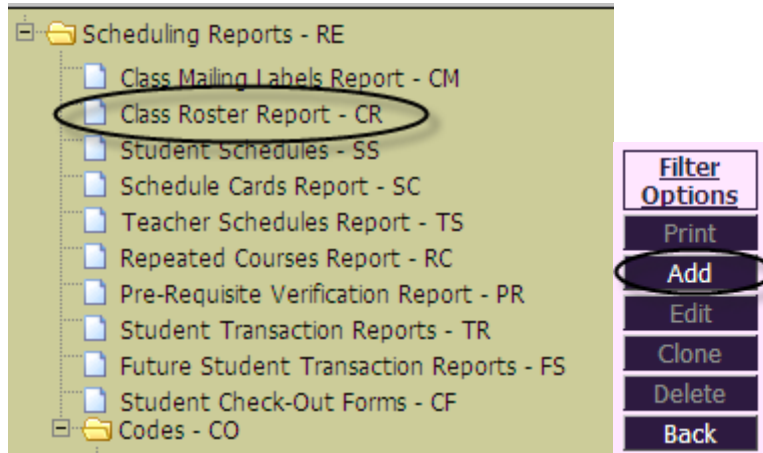 Scheduling Reports - RE
Class Mailing Labels Report - CM
Class Roster Report - CR
Student Schedules - SS
Schedule Cards Report - SC
Teacher Schedules Report - TS
Repeated Courses Report - RC
Pre-Requisite Verification Report - PR
Student Transaction Reports - TR
Future Student Transaction Reports - FS
Student Check-Out Forms - CF
Codes - CO
Filter
Options
Print
Add
Edit
Clone
Delete
Back